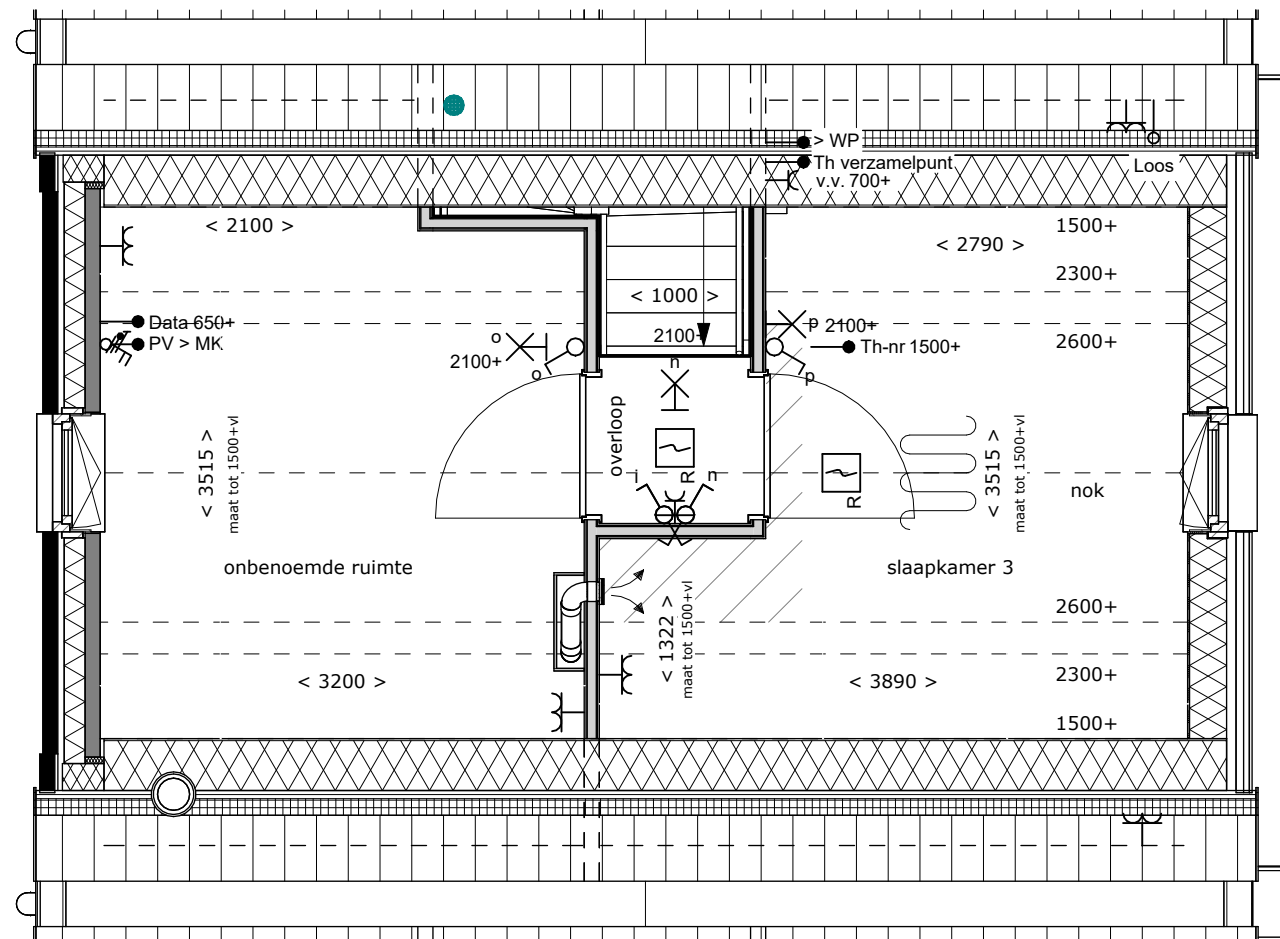 > WP
Th verzamelpunt
v.v. 700+
Loos
< 2100 >
1500+
< 2790 >
2300+
< 1000 >
Data 650+
PV > MK
o
2100+
o
2100+
n
p
2100+
Th-nr 1500+
p
2600+
overloop
i
R
n
R
< 3515 >
maat tot 1500+vl
< 3515 >
maat tot 1500+vl
nok
onbenoemde ruimte
slaapkamer 3
< 1322 >
maat tot 1500+vl
2600+
< 3200 >
< 3890 >
2300+
1500+